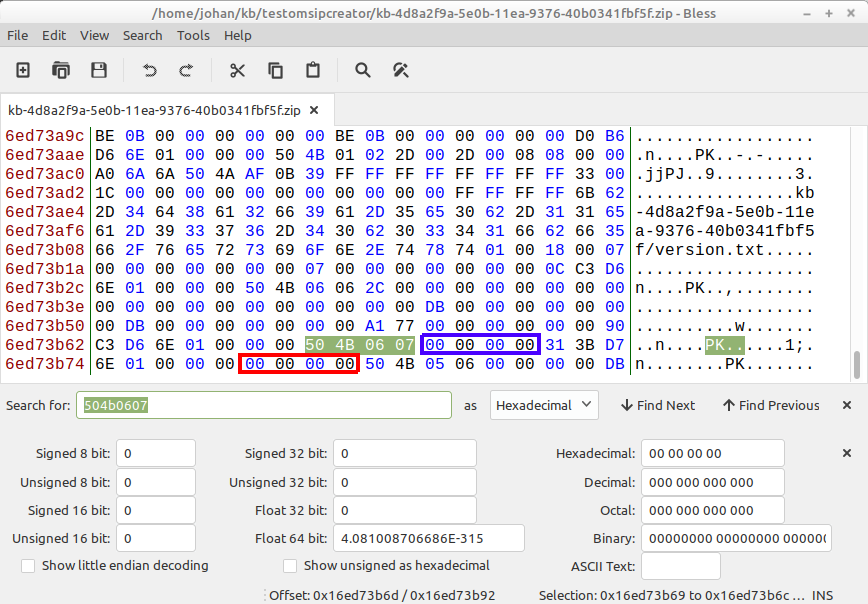 /home/johan/kb/testomsipcreator/kb-4d8a2f9a-5e0b-11ea-9376-40b0341fbf5f.zip - Bless
File Edit View Search Tools Help
kb-4d8a2f9a-5e0b-11ea-9376-40b0341fbf5f.zip ×
6ed73a9c BE 0B 00 00 00 00 00 00 BE 0B 00 00 00 00 00 00 D0 B6 ..................
6ed73aae D6 6E 01 00 00 00 50 4B 01 02 2D 00 2D 00 08 08 00 00 .n....PK..-.-.....
6ed73ac0 A0 6A 6A 50 4A AF 0B 39 FF FF FF FF FF FF FF FF 33 00 .jjPJ..9........3.
6ed73ad2 1C 00 00 00 00 00 00 00 00 00 00 00 FF FF FF FF 6B 62 ................kb
6ed73ae4 2D 34 64 38 61 32 66 39 61 2D 35 65 30 62 2D 31 31 65 -4d8a2f9a-5e0b-11e
6ed73af6 61 2D 39 33 37 36 2D 34 30 62 30 33 34 31 66 62 66 35 a-9376-40b0341fbf5
6ed73b08 66 2F 76 65 72 73 69 6F 6E 2E 74 78 74 01 00 18 00 07 f/version.txt.....
6ed73b1a 00 00 00 00 00 00 00 07 00 00 00 00 00 00 00 0C C3 D6 ..................
6ed73b2c 6E 01 00 00 00 50 4B 06 06 2C 00 00 00 00 00 00 00 00 n....PK..,........
6ed73b3e 00 00 00 00 00 00 00 00 00 00 00 DB 00 00 00 00 00 00 ..................
6ed73b50 00 DB 00 00 00 00 00 00 00 A1 77 00 00 00 00 00 00 90 ..........w.......
6ed73b62 C3 D6 6E 01 00 00 00 50 4B 06 07 00 00 00 00 31 3B D7 ..n....PK......1;.
6ed73b74 6E 01 00 00 00 00 00 00 00 50 4B 05 06 00 00 00 00 DB n........PK.......
Search for: 504b0607 as Hexadecimal Find Next Find Previous ×
Signed 8 bit: 0 Signed 32 bit: 0 Hexadecimal: 00 00 00 00 ×
Unsigned 8 bit: 0 Unsigned 32 bit: 0 Decimal: 000 000 000 000
Signed 16 bit: 0 Float 32 bit: 0 Octal: 000 000 000 000
Unsigned 16 bit: 0 Float 64 bit: 4.081008706686E-315 Binary: 00000000 00000000 000000
Show little endian decoding Show unsigned as hexadecimal ASCII Text:
Offset: 0x16ed73b6d / 0x16ed73b92 Selection: 0x16ed73b69 to 0x16ed73b6c ... INS